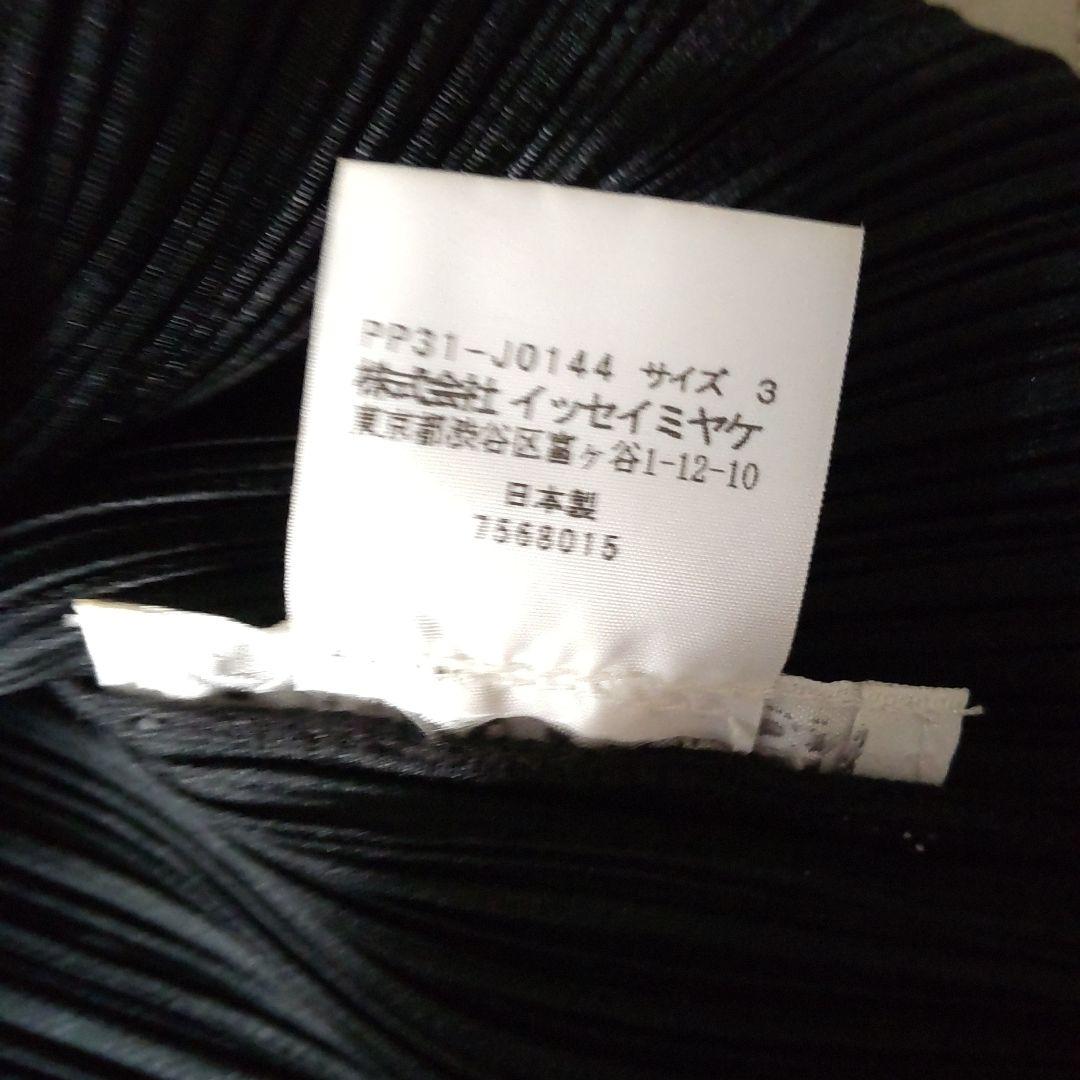 PP31-J0144 サイズ 3
株式会社 イッセイミヤケ
東京都渋谷区富ヶ谷1-12-10
日本製
7568015